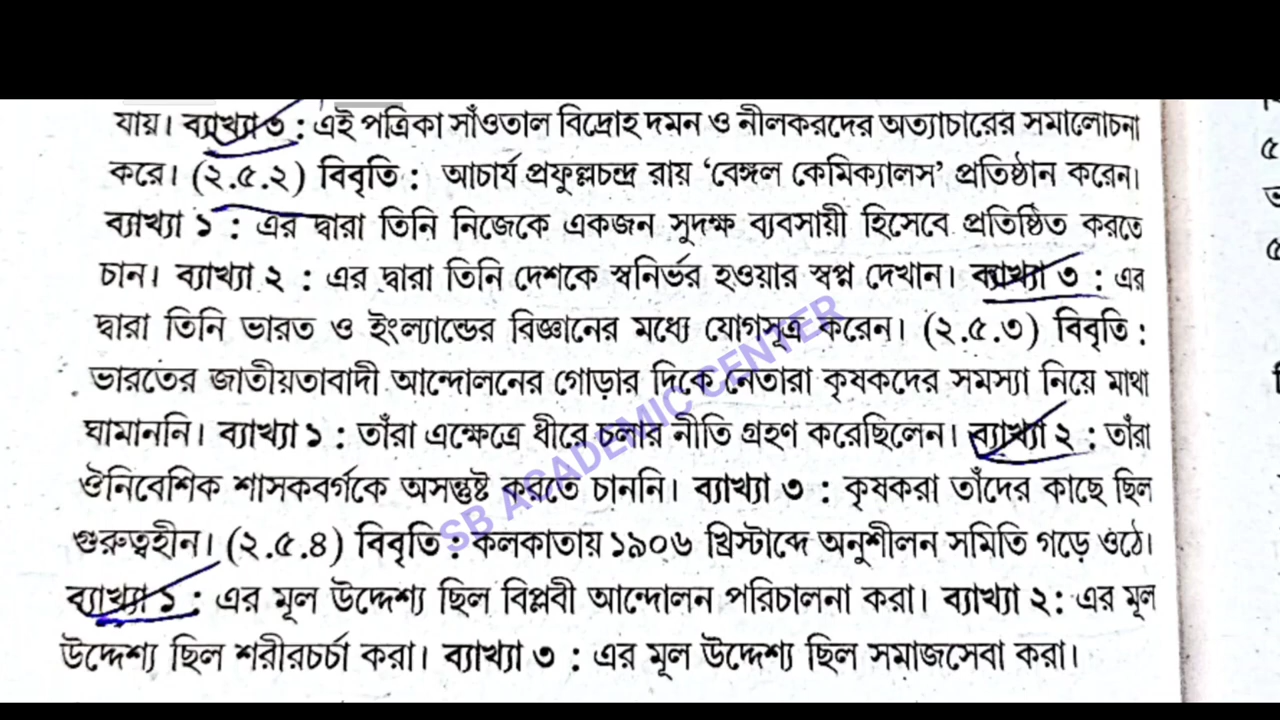 যায়। ব্যাখ্যা ৩ : এই পত্রিকা সাঁওতাল বিদ্রোহ দমন ও নীলকরদের অত্যাচারের সমালোচনা
করে। (২.৫.২) বিবৃতি : আচার্য প্রফুল্লচন্দ্র রায় ‘বেঙ্গল কেমিক্যালস’ প্রতিষ্ঠান করেন।
ব্যাখ্যা ১ : এর দ্বারা তিনি নিজেকে একজন সুদক্ষ ব্যবসায়ী হিসেবে প্রতিষ্ঠিত করতে
চান। ব্যাখ্যা ২ : এর দ্বারা তিনি দেশকে স্বনির্ভর হওয়ার স্বপ্ন দেখান। ব্যাখ্যা ৩ : এর
দ্বারা তিনি ভারত ও ইংল্যান্ডের বিজ্ঞানের মধ্যে যোগসূত্র করেন। (২.৫.৩) বিবৃতি :
ভারতের জাতীয়তাবাদী আন্দোলনের গোড়ার দিকে নেতারা কৃষকদের সমস্যা নিয়ে মাথা
ঘামাননি। ব্যাখ্যা ১ : তাঁরা এক্ষেত্রে ধীরে চলার নীতি গ্রহণ করেছিলেন। ব্যাখ্যা ২ : তাঁরা
ঔনিবেশিক শাসকবর্গকে অসন্তুষ্ট করতে চাননি। ব্যাখ্যা ৩ : কৃষকরা তাঁদের কাছে ছিল
গুরুত্বহীন। (২.৫.৪) বিবৃতি : কলকাতায় ১৯০৬ খ্রিস্টাব্দে অনুশীলন সমিতি গড়ে ওঠে।
ব্যাখ্যা ১ : এর মূল উদ্দেশ্য ছিল বিপ্লবী আন্দোলন পরিচালনা করা। ব্যাখ্যা ২: এর মূল
উদ্দেশ্য ছিল শরীরচর্চা করা। ব্যাখ্যা ৩ : এর মূল উদ্দেশ্য ছিল সমাজসেবা করা।
SB ACADEMIC CENTER